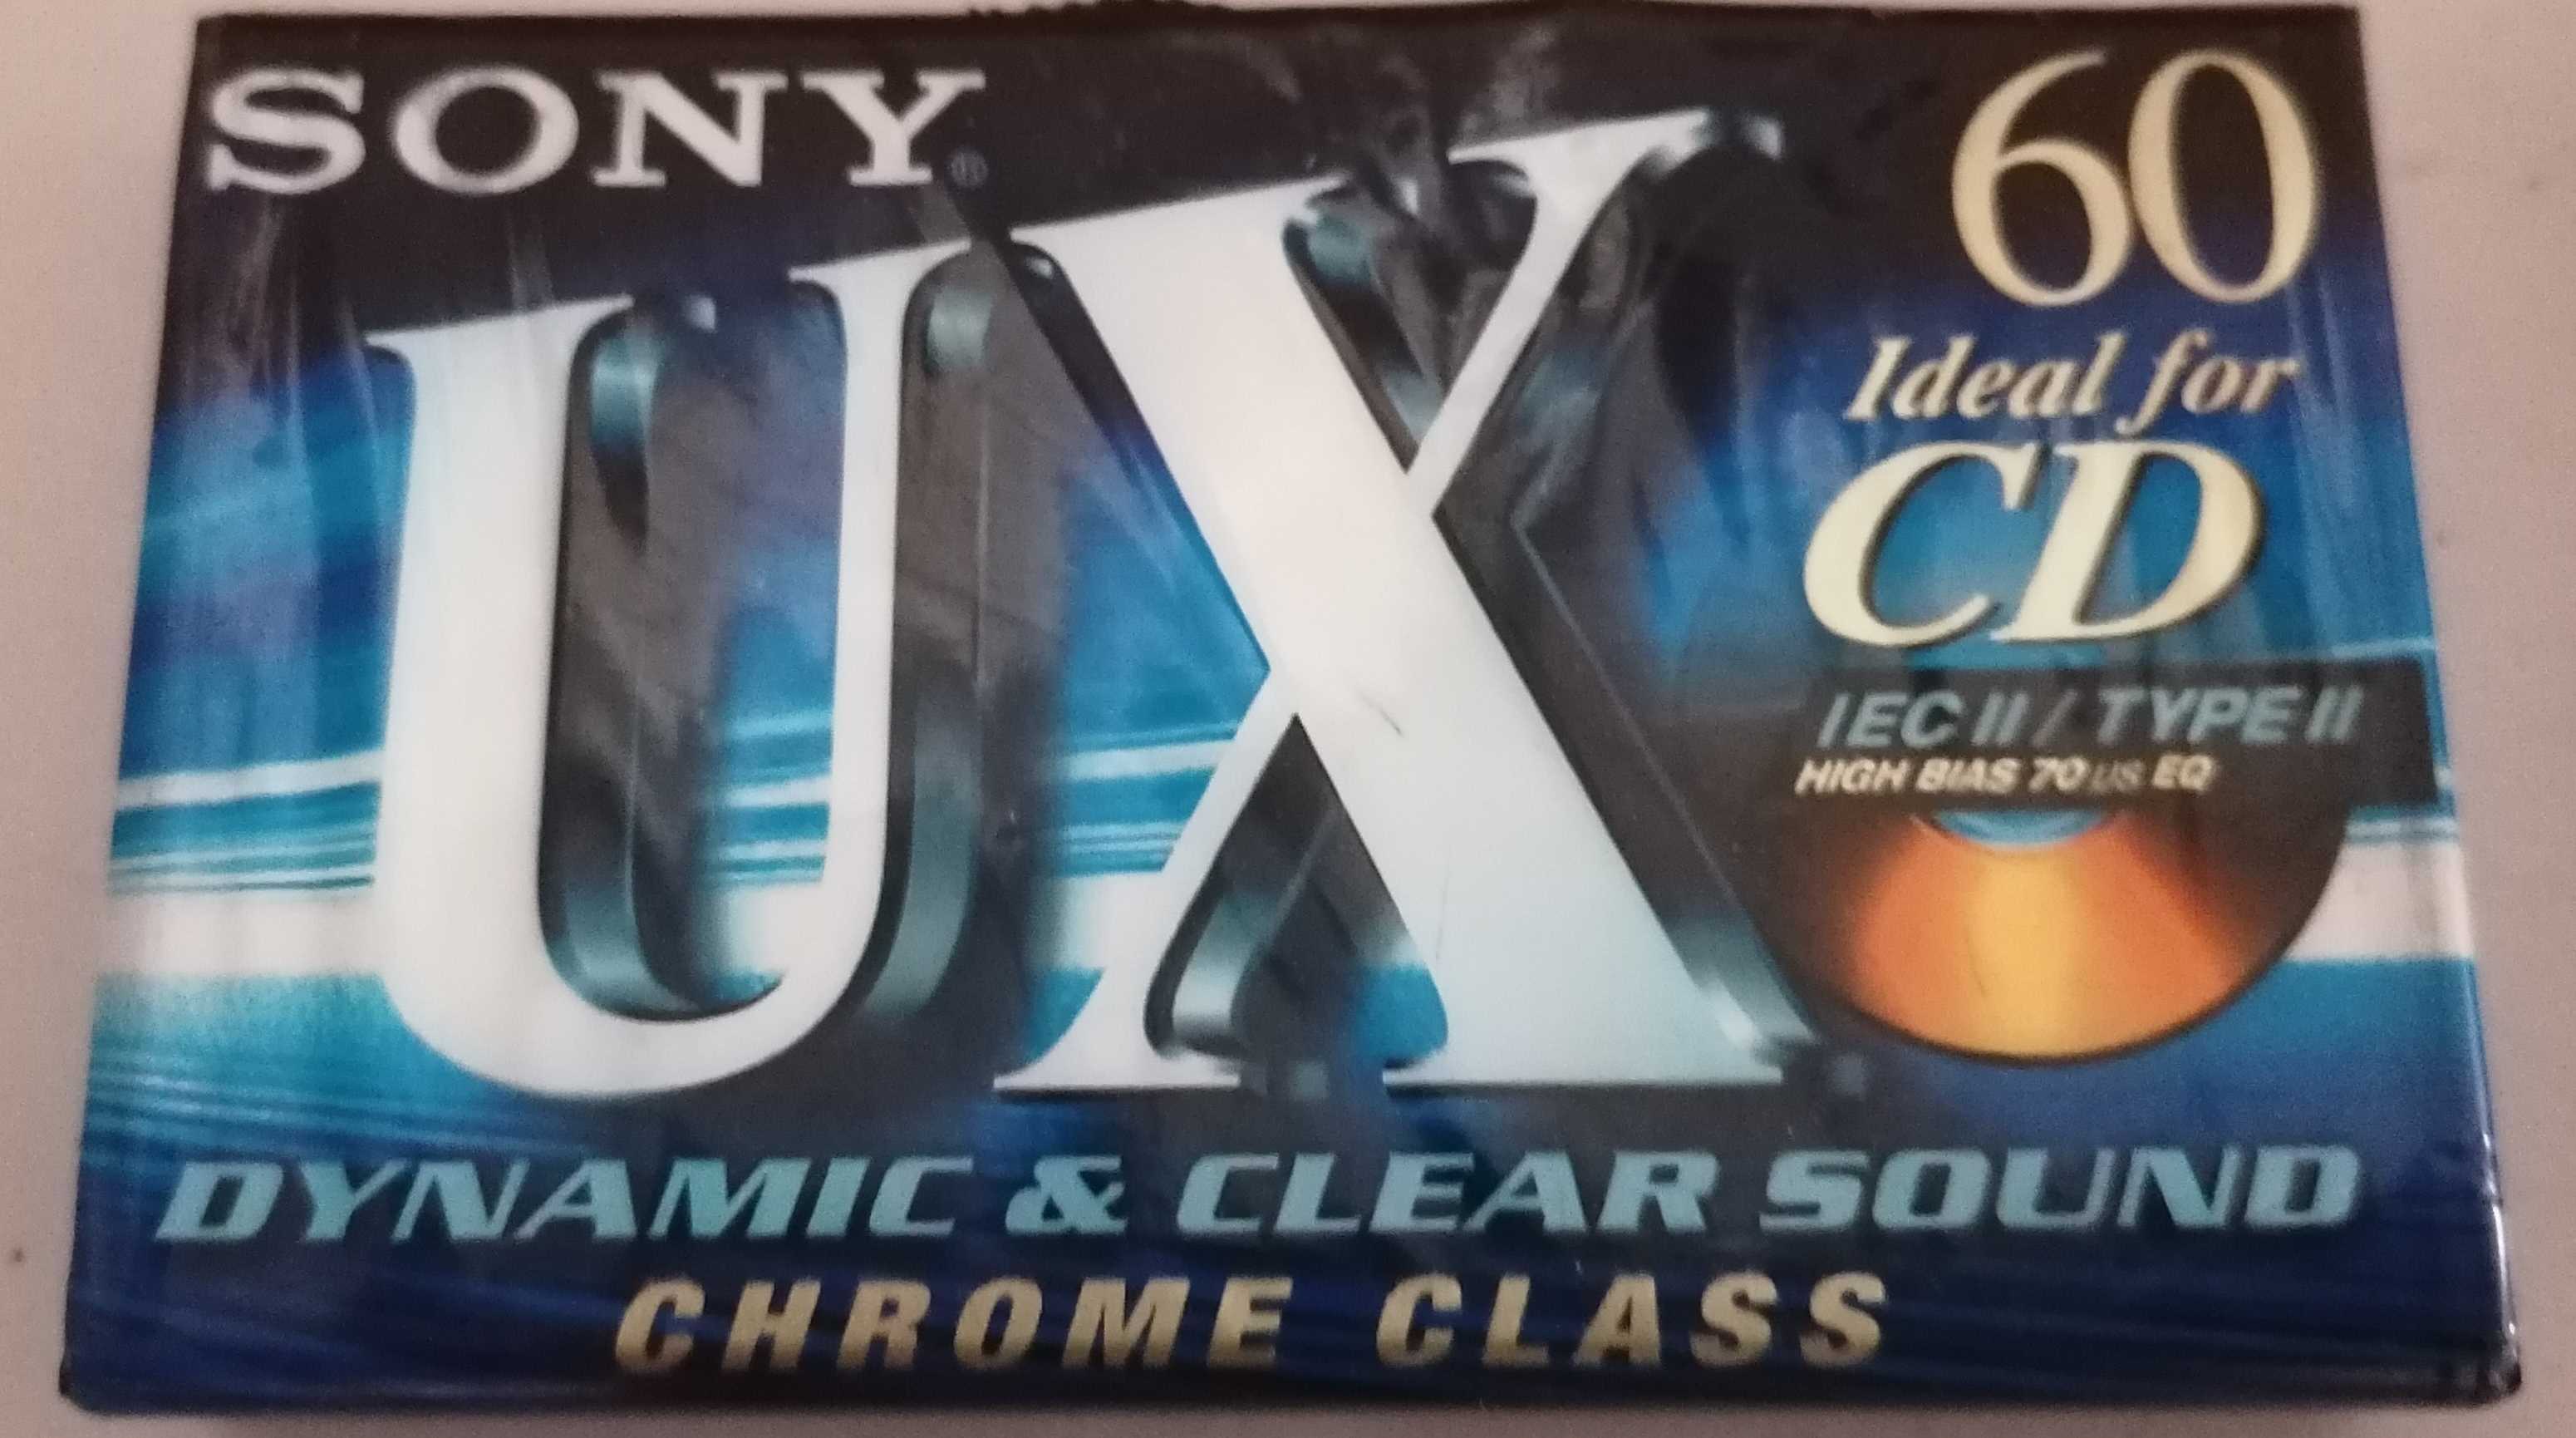 SONY®
60
UX
Ideal for
CD
IEC II / TYPE II
HIGH BIAS 70 µs EQ
DYNAMIC & CLEAR SOUND
CHROME CLASS